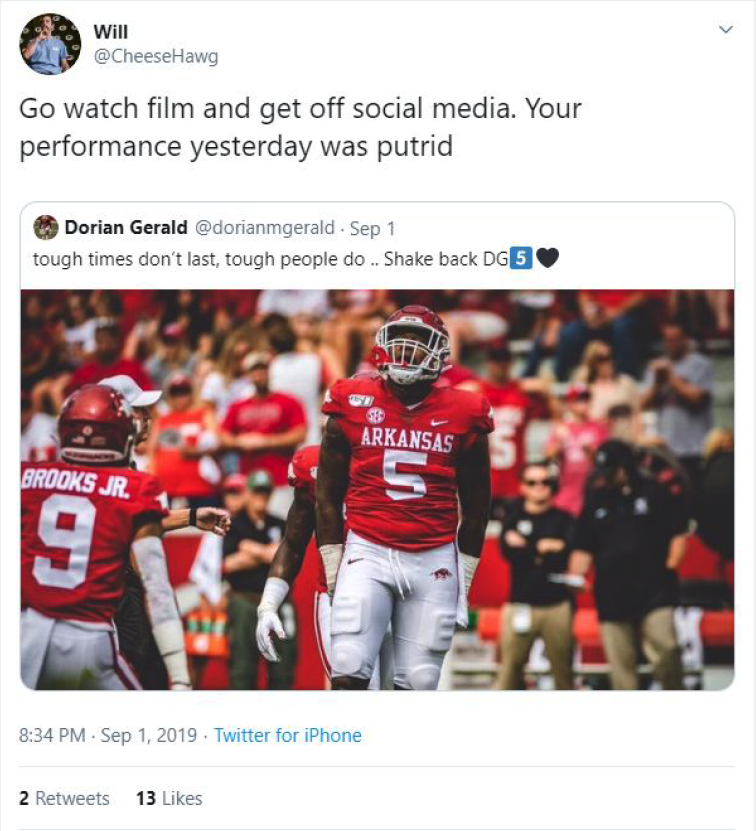 Will
@CheeseHawg
Go watch film and get off social media. Your
performance yesterday was putrid
Dorian Gerald @dorianmgerald · Sep 1
tough times don't last, tough people do .. Shake back DG5️⃣🖤
SEC
ARKANSAS
5
BROOKS JR.
9
8:34 PM · Sep 1, 2019 · Twitter for iPhone
2 Retweets 13 Likes